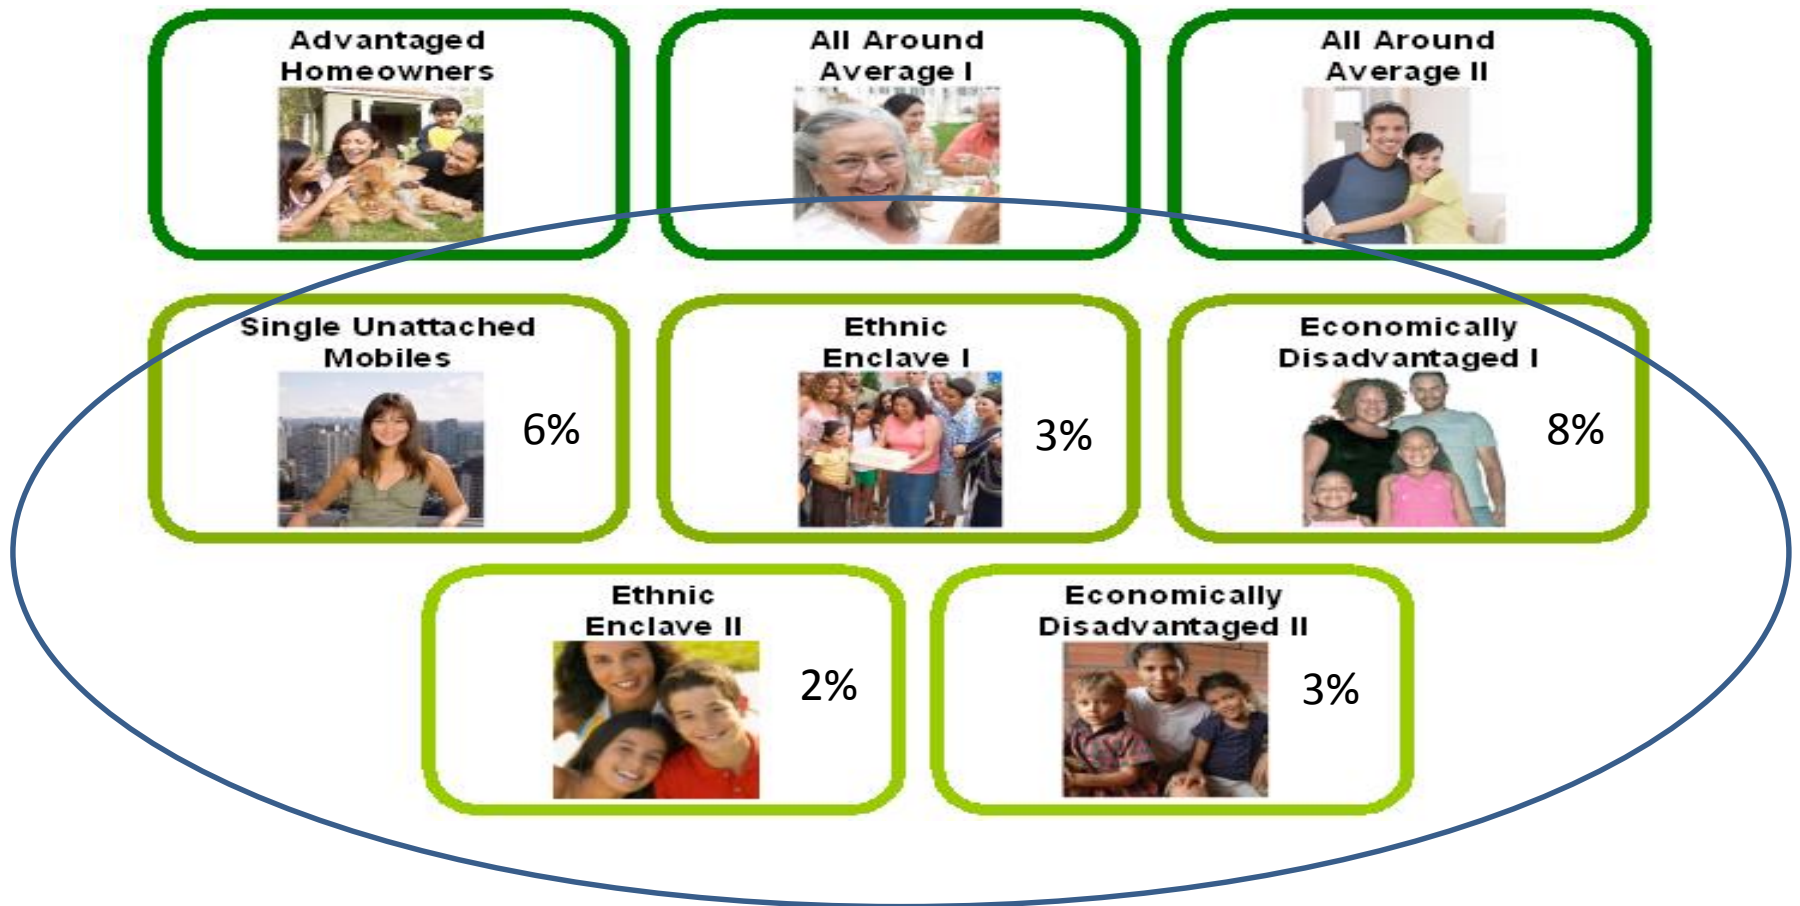 Advantaged
Homeowners
All Around
Average I
All Around
Average II
Single Unattached
Mobiles
6%
Ethnic
Enclave I
3%
Economically
Disadvantaged I
8%
Ethnic
Enclave II
2%
Economically
Disadvantaged II
3%